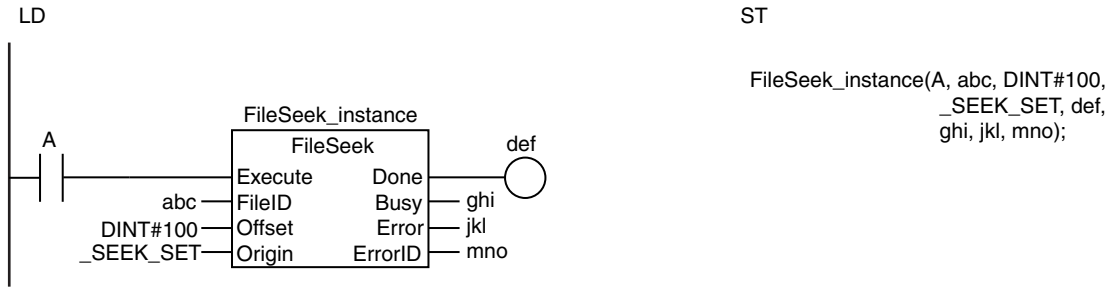 LD
ST
FileSeek_instance(A, abc, DINT#100,
_SEEK_SET, def,
ghi, jkl, mno);
FileSeek_instance
A
FileSeek
def
Execute Done
abc FileID Busy ghi
DINT#100 Offset Error jkl
_SEEK_SET Origin ErrorID mno